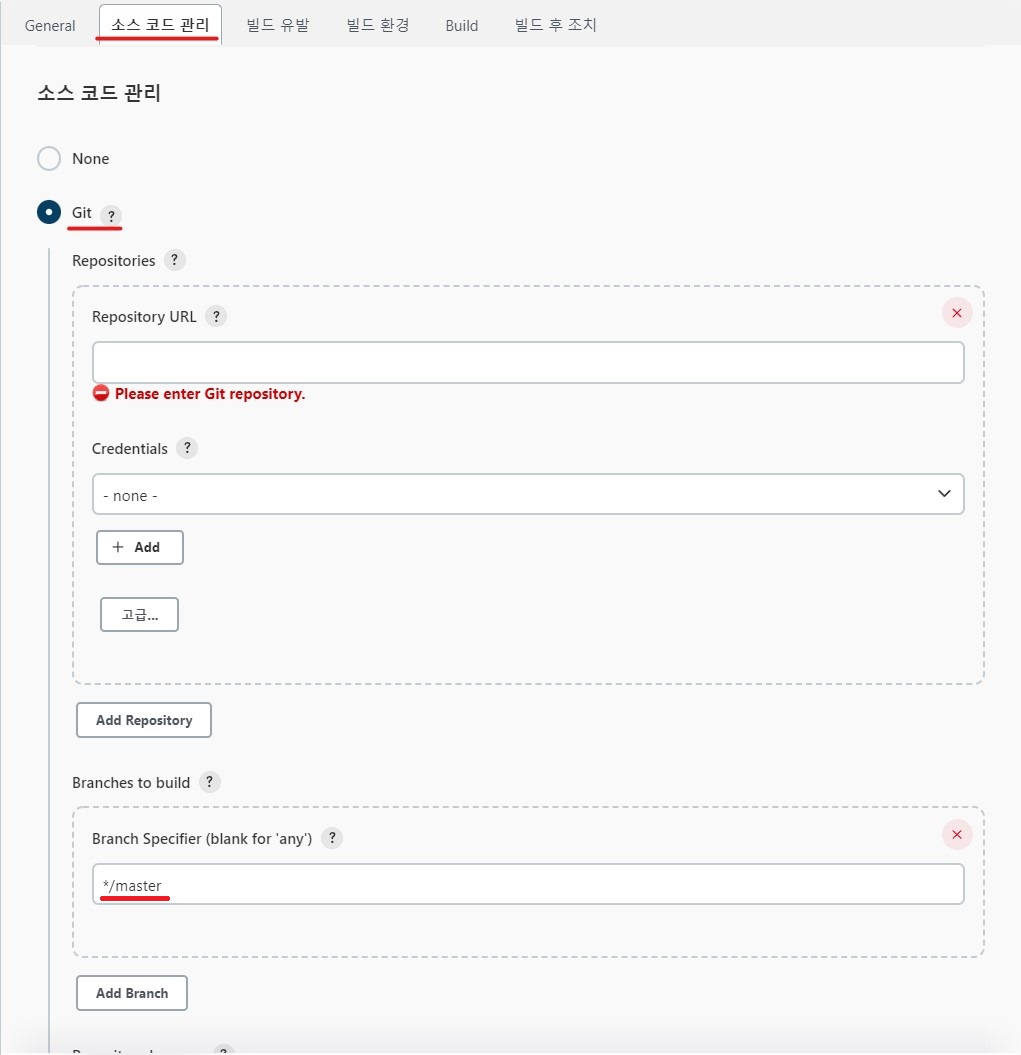 General 소스 코드 관리 빌드 유발 빌드 환경 Build 빌드 후 조치
소스 코드 관리
None
Git ?
Repositories ?
Repository URL ?
Please enter Git repository.
Credentials ?
- none -
+ Add
고급...
Add Repository
Branches to build ?
Branch Specifier (blank for 'any') ?
*/master
Add Branch